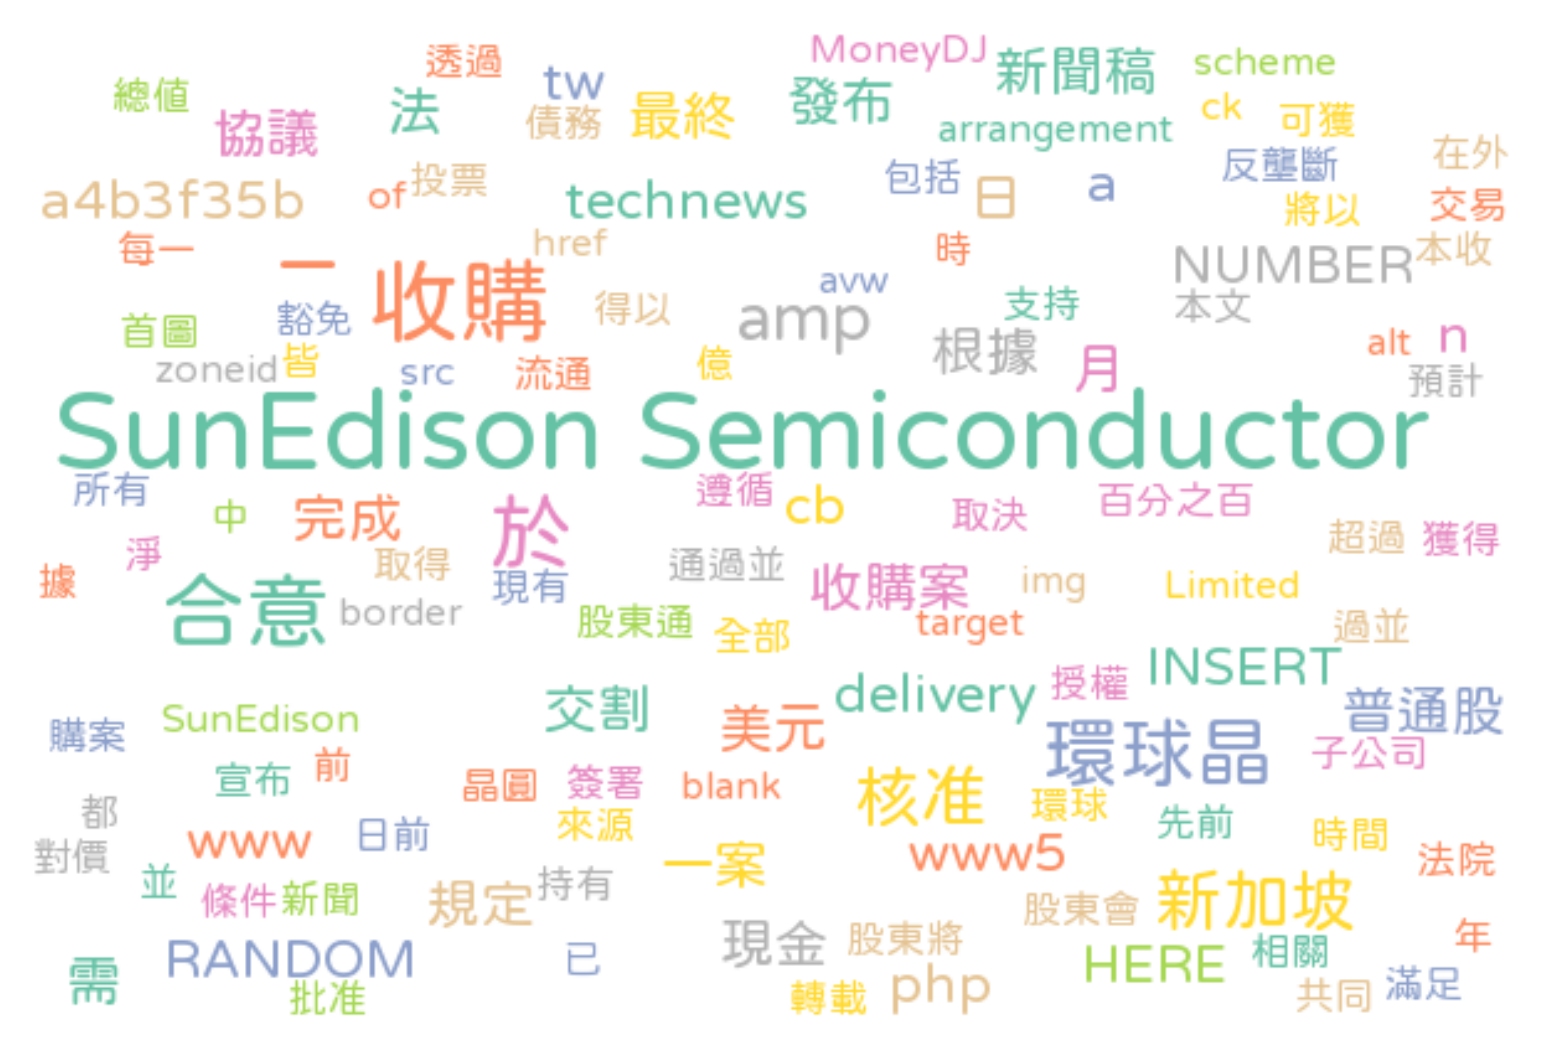 MoneyDJ 新聞稿 scheme
透過 tw
總值 法 債務 最終 發布 arrangement ck 可獲
協議 在外
a4b3f35b of 投票 technews 包括 日 a 反壟斷 將以 交易
每一 一 收購 href 時 NUMBER 本收
首圖 豁免 得以 amp avw 支持 本文
zoneid 皆 src 流通 億 根據 月 alt n 預計
SunEdison Semiconductor
所有 中 完成 於 遵循 cb 取決 百分之百 超過 獲得
據 淨 取得 現有 通過並 收購案 img Limited
合意 border 股東通 全部 target 過並
delivery 授權 INSERT
購案 SunEdison 交割 美元 環球晶 普通股 子公司
宣布 前 晶圓 簽署 blank 核准 環球
都 www 日前 來源 先前 時間
對價 並 一案 www5 法院
條件 新聞 規定 持有 股東會 新加坡
需 RANDOM 已 現金 股東將 HERE 相關 年
批准 轉載 php 共同 滿足